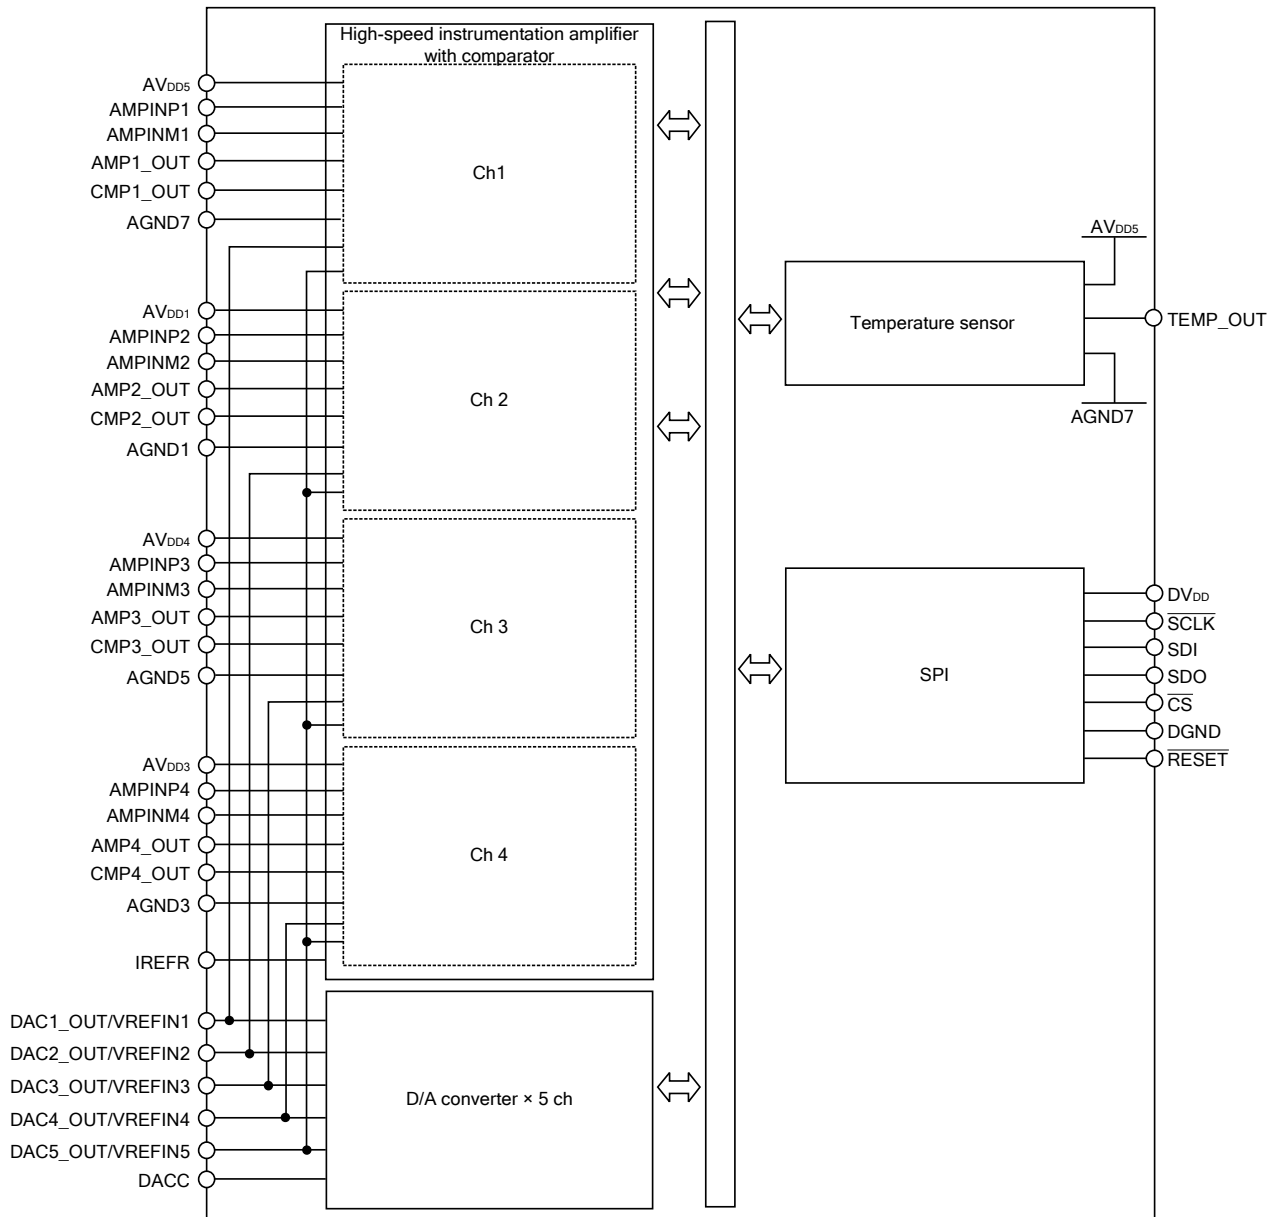 High-speed instrumentation amplifier
with comparator
AVDD5
AMPINP1
AMPINM1
AMP1_OUT
CMP1_OUT
AGND7
Ch1
AVDD1
AMPINP2
AMPINM2
AMP2_OUT
CMP2_OUT
AGND1
Ch 2
AVDD4
AMPINP3
AMPINM3
AMP3_OUT
CMP3_OUT
AGND5
Ch 3
AVDD3
AMPINP4
AMPINM4
AMP4_OUT
CMP4_OUT
AGND3
Ch 4
IREFR
DAC1_OUT/VREFIN1
DAC2_OUT/VREFIN2
DAC3_OUT/VREFIN3
DAC4_OUT/VREFIN4
DAC5_OUT/VREFIN5
DACC
D/A converter × 5 ch
AVDD5
Temperature sensor
TEMP_OUT
AGND7
SPI
DVDD
SCLK
SDI
SDO
CS
DGND
RESET